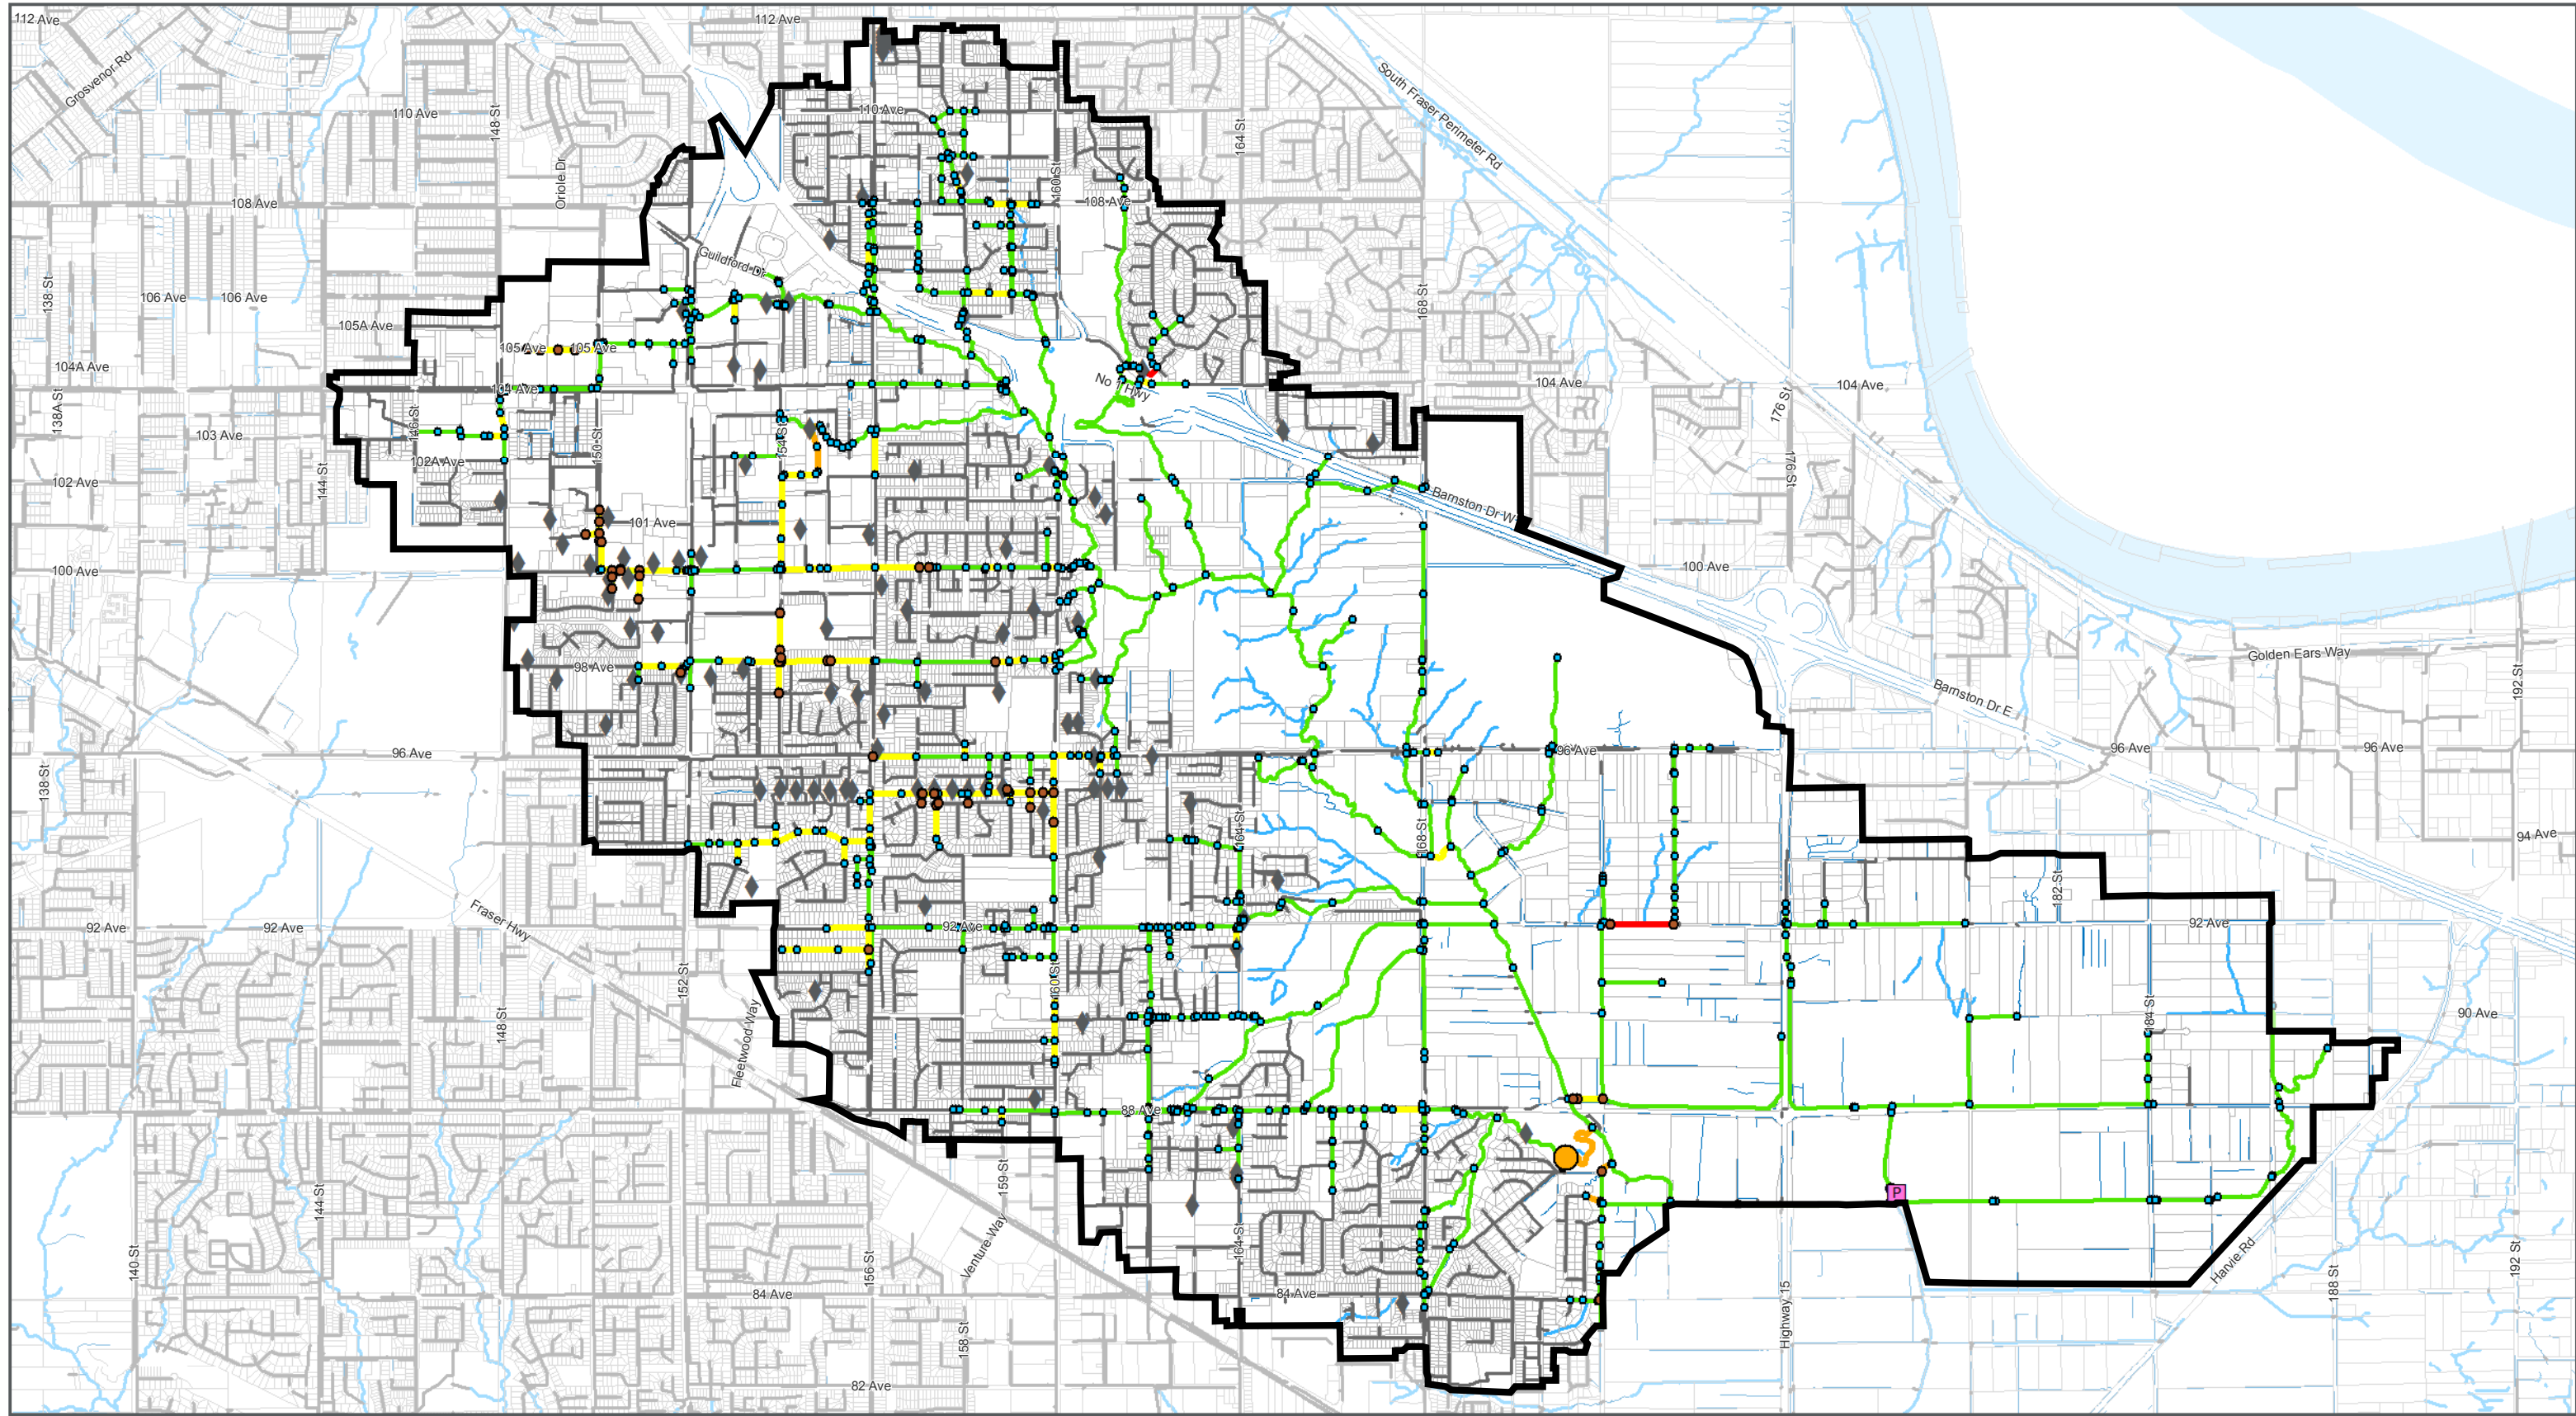 112 Ave
112 Ave
Grosvenor Rd
South Fraser Perimeter Rd
110 Ave
110 Ave
148 St
164 St
Oriole Dr
160 St
108 Ave
108 Ave
Guildford Dr
138 St
106 Ave
106 Ave
168 St
105A Ave
105 Ave
105 Ave
104A Ave
104 Ave
No 1 Hwy
104 Ave
104 Ave
138A St
146 St
103 Ave
150 St
154 St
176 St
102A Ave
102 Ave
144 St
176 St
Barnston Dr W
101 Ave
100 Ave
100 Ave
98 Ave
Golden Ears Way
192 St
Barnston Dr E
96 Ave
96 Ave
96 Ave
96 Ave
138 St
164 St
168 St
94 Ave
182 St
92 Ave
92 Ave
Fraser Hwy
92 Ave
92 Ave
152 St
160 St
148 St
184 St
90 Ave
Fleetwood Way
88 Ave
159 St
144 St
P
140 St
156 St
Venture Way
164 St
Harvie Rd
192 St
188 St
84 Ave
84 Ave
Highway 15
158 St
82 Ave